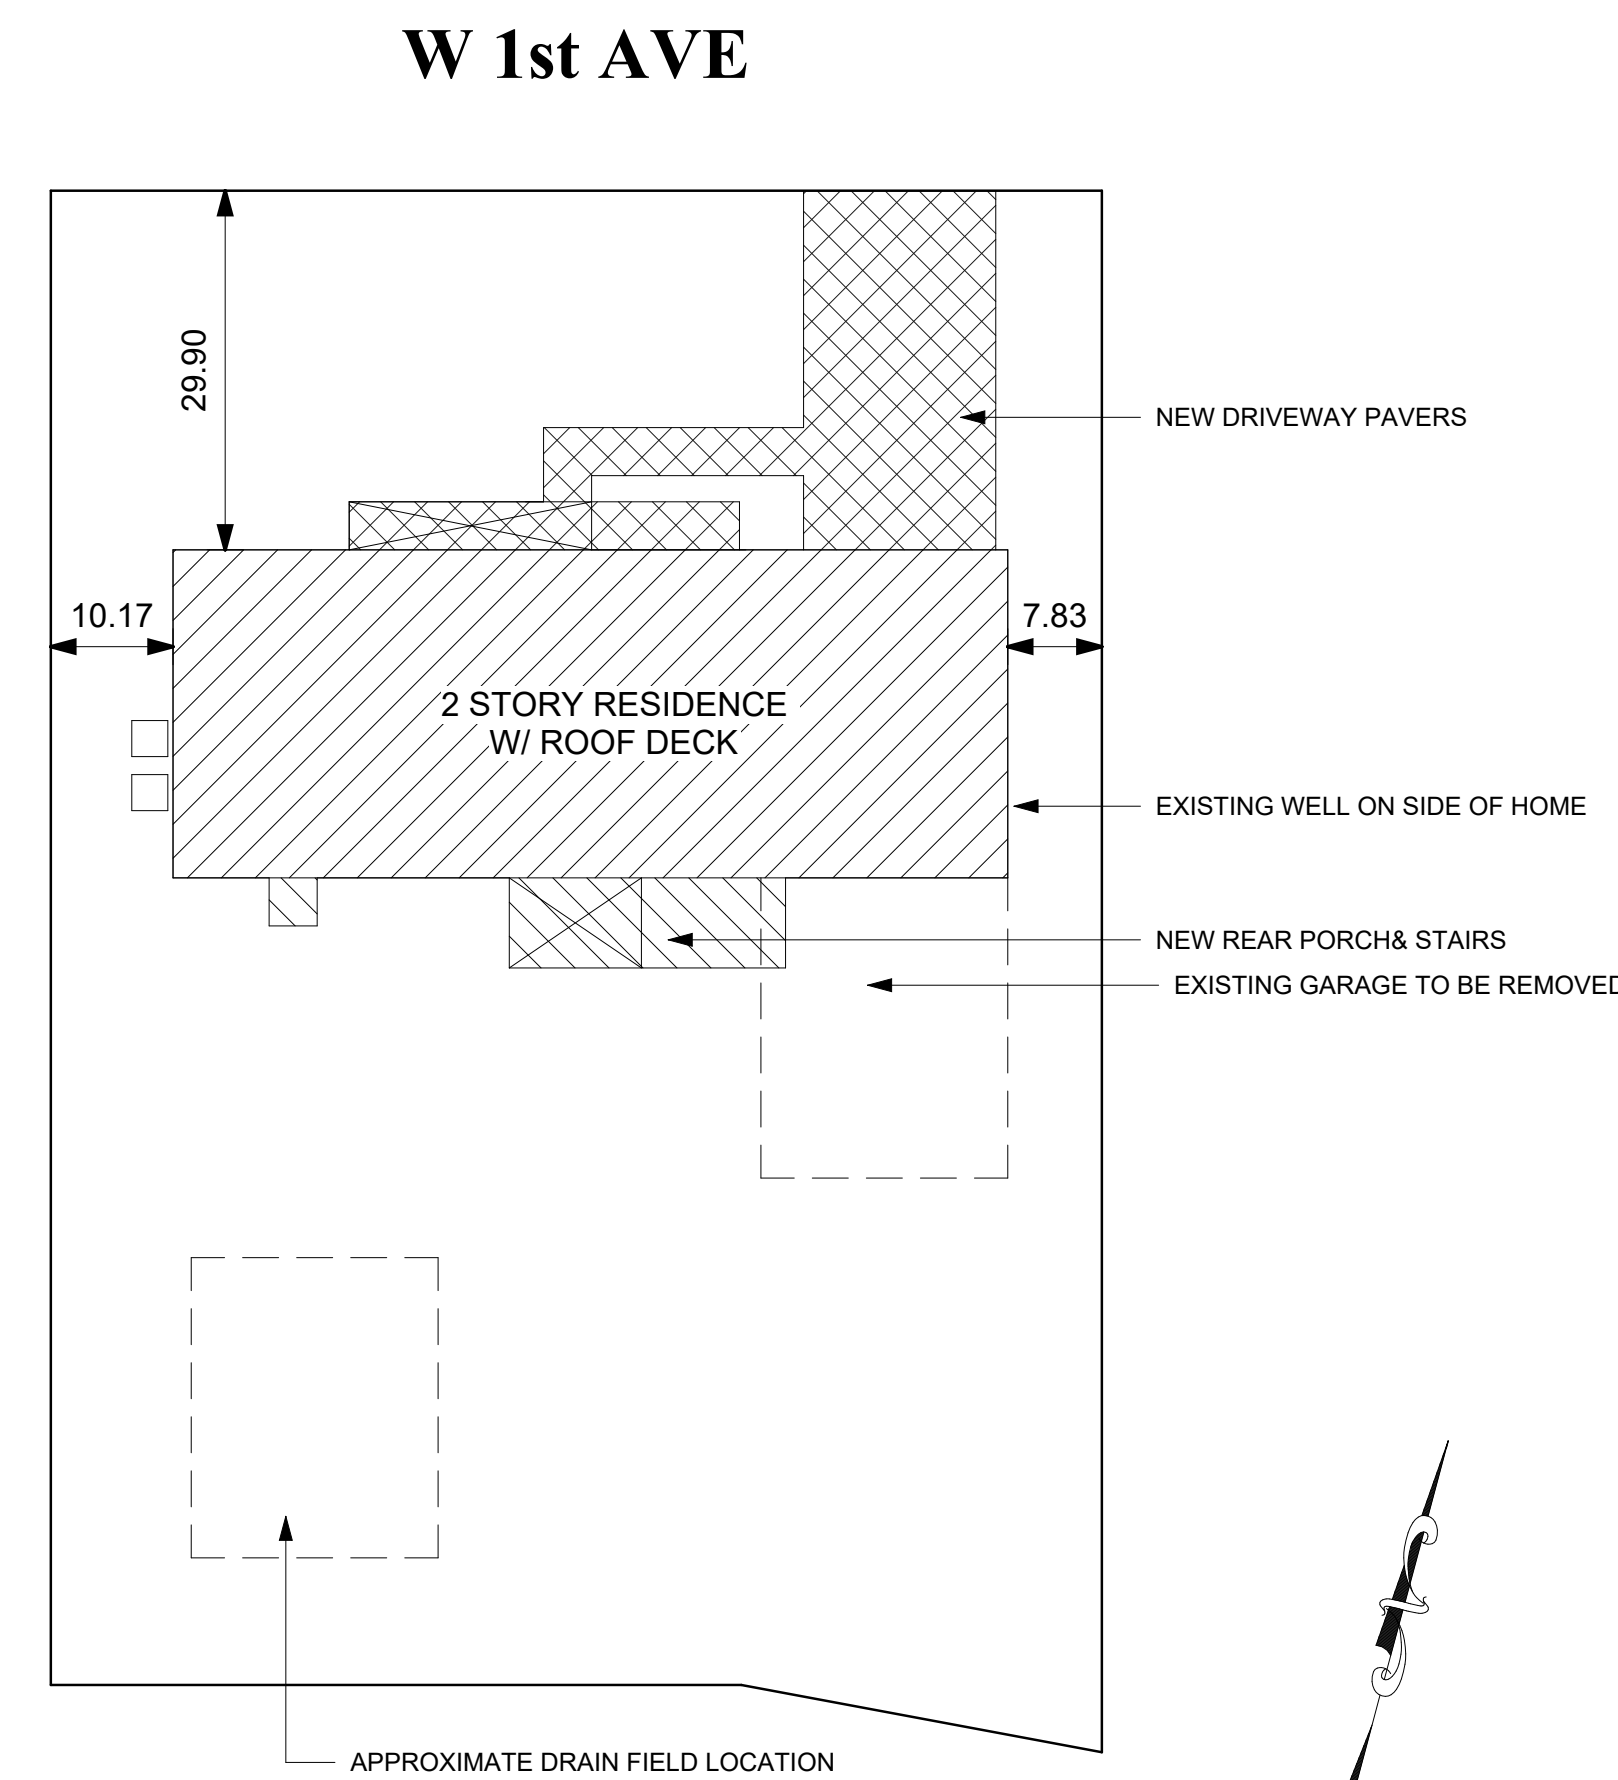 W 1st AVE
29.90
NEW DRIVEWAY PAVERS
10.17
7.83
2 STORY RESIDENCE
W/ ROOF DECK
EXISTING WELL ON SIDE OF HOME
NEW REAR PORCH& STAIRS
EXISTING GARAGE TO BE REMOVED
APPROXIMATE DRAIN FIELD LOCATION